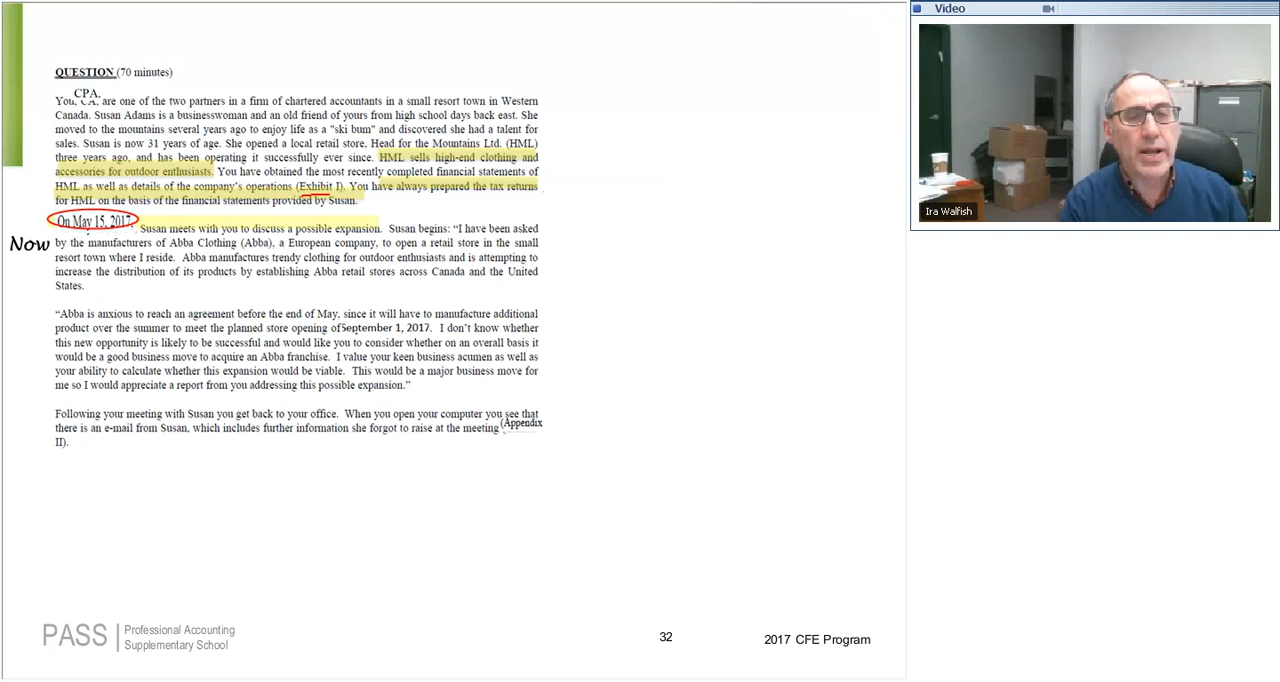 Video
QUESTION (70 minutes)
CPA,
You, CA, are one of the two partners in a firm of chartered accountants in a small resort town in Western
Canada. Susan Adams is a businesswoman and an old friend of yours from high school days back east. She
moved to the mountains several years ago to enjoy life as a "ski bum" and discovered she had a talent for
sales. Susan is now 31 years of age. She opened a local retail store, Head for the Mountains Ltd. (HML)
three years ago, and has been operating it successfully ever since. HML sells high-end clothing and
accessories for outdoor enthusiasts. You have obtained the most recently completed financial statements of
HML as well as details of the company's operations (Exhibit I). You have always prepared the tax returns
for HML on the basis of the financial statements provided by Susan.
On May 15, 2017, Susan meets with you to discuss a possible expansion. Susan begins: "I have been asked
Now by the manufacturers of Abba Clothing (Abba), a European company, to open a retail store in the small
resort town where I reside. Abba manufactures trendy clothing for outdoor enthusiasts and is attempting to
increase the distribution of its products by establishing Abba retail stores across Canada and the United
States.
"Abba is anxious to reach an agreement before the end of May, since it will have to manufacture additional
product over the summer to meet the planned store opening of September 1, 2017. I don't know whether
this new opportunity is likely to be successful and would like you to consider whether on an overall basis it
would be a good business move to acquire an Abba franchise. I value your keen business acumen as well as
your ability to calculate whether this expansion would be viable. This would be a major business move for
me so I would appreciate a report from you addressing this possible expansion."
Following your meeting with Susan you get back to your office. When you open your computer you see that
there is an e-mail from Susan, which includes further information she forgot to raise at the meeting (Appendix
II).
Ira Walfish
PASS
Professional Accounting
Supplementary School
32
2017 CFE Program